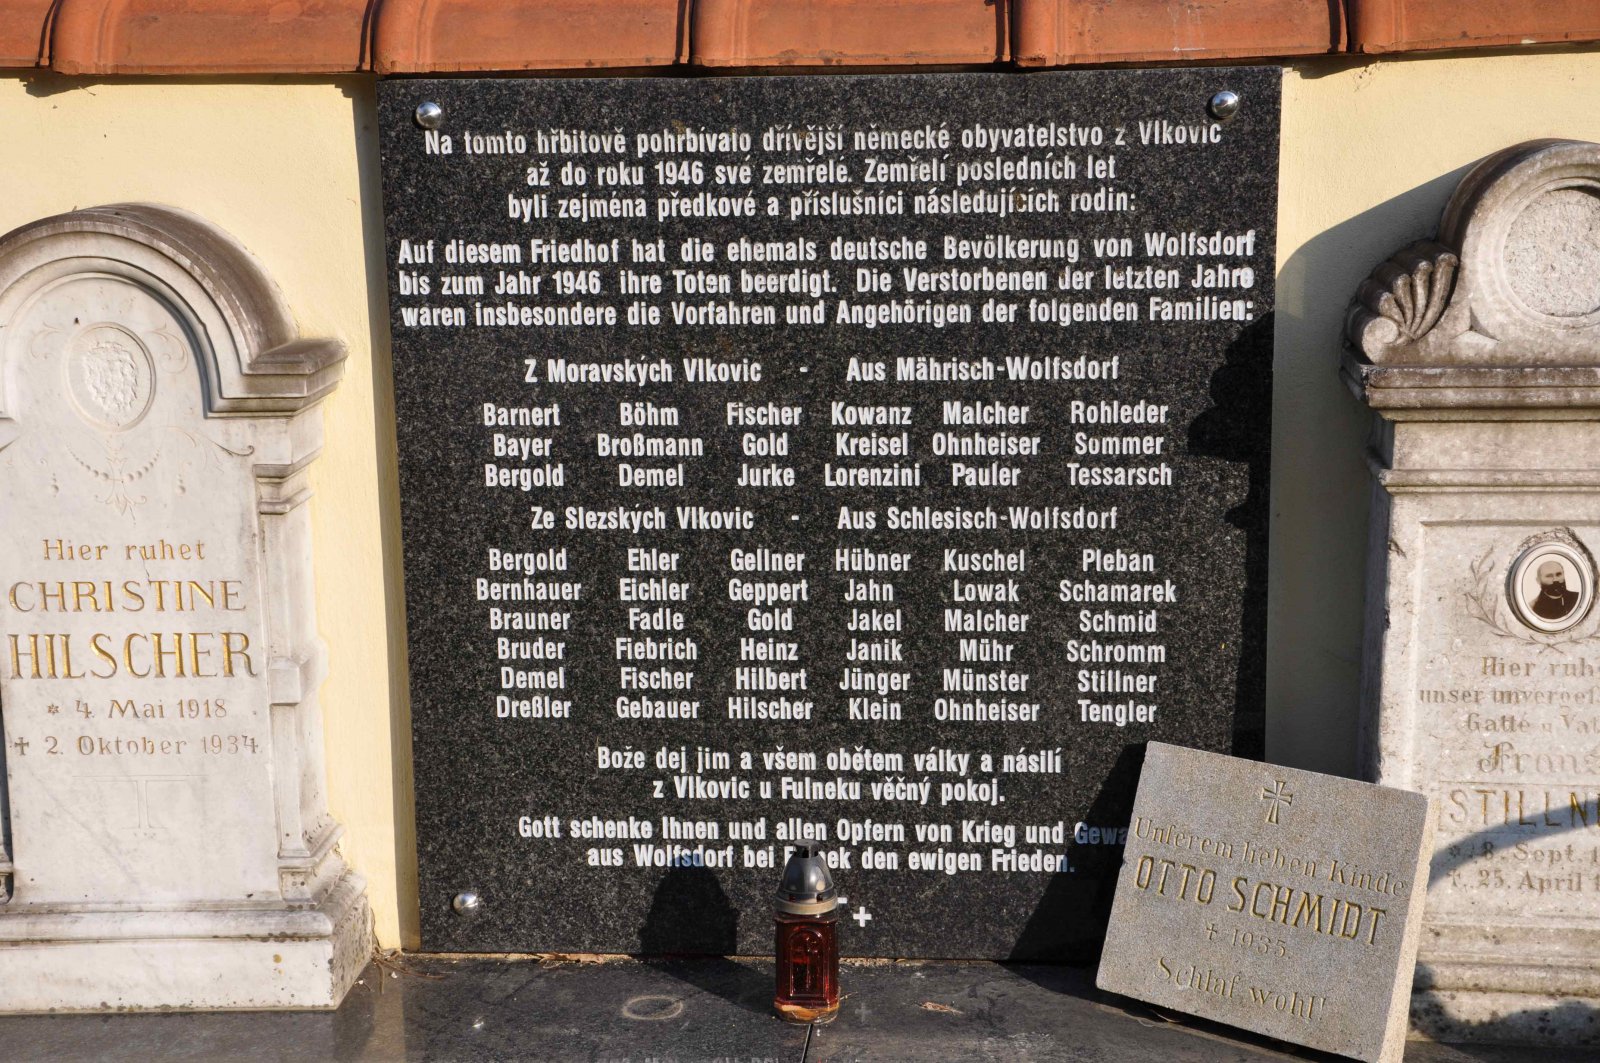 Na tomto hřbitově pohrbívalo dřívější německé obyvatelstvo z Vlkovic
až do roku 1946 své zemřelé. Zemřelí posledních let
byli zejména předkové a příslušníci následujících rodin:
Auf diesem Friedhof hat die ehemals deutsche Bevölkerung von Wolfsdorf
bis zum Jahr 1946 ihre Toten beerdigt. Die Verstorbenen der letzten Jahre
waren insbesondere die Vorfahren und Angehörigen der folgenden Familien:
Z Moravských Vlkovic - Aus Mährisch-Wolfsdorf
Barnert Böhm Fischer Kowanz Malcher Rohleder
Bayer Broßmann Gold Kreisel Ohnheiser Sommer
Bergold Demel Jurke Lorenzini Pauler Tessarsch
Ze Slezských Vlkovic - Aus Schlesisch-Wolfsdorf
Bergold Ehler Gellner Hübner Kuschel Pleban
Bernhauer Eichler Geppert Jahn Lowak Schamarek
Brauner Fadle Gold Jakel Malcher Schmid
Bruder Fiebrich Heinz Janik Mühr Schromm
Demel Fischer Hilbert Jünger Münster Stillner
Dreßler Gebauer Hilscher Klein Ohnheiser Tengler
Bože dej jim a všem obětem války a násilí
z Vlkovic u Fulneku věčný pokoj.
Gott schenke Ihnen und allen Opfern von Krieg und
aus Wolfsdorf bei den ewigen Frieden.
Hier ruhet
CHRISTINE
HILSCHER
* 4. Mai 1918
✝ 2. Oktober 1934.
Unserem lieben Kinde
OTTO SCHMIDT
✝ 1935.
Schlaf wohl!
Hier
unser
Gatte u.
✝ 25. April